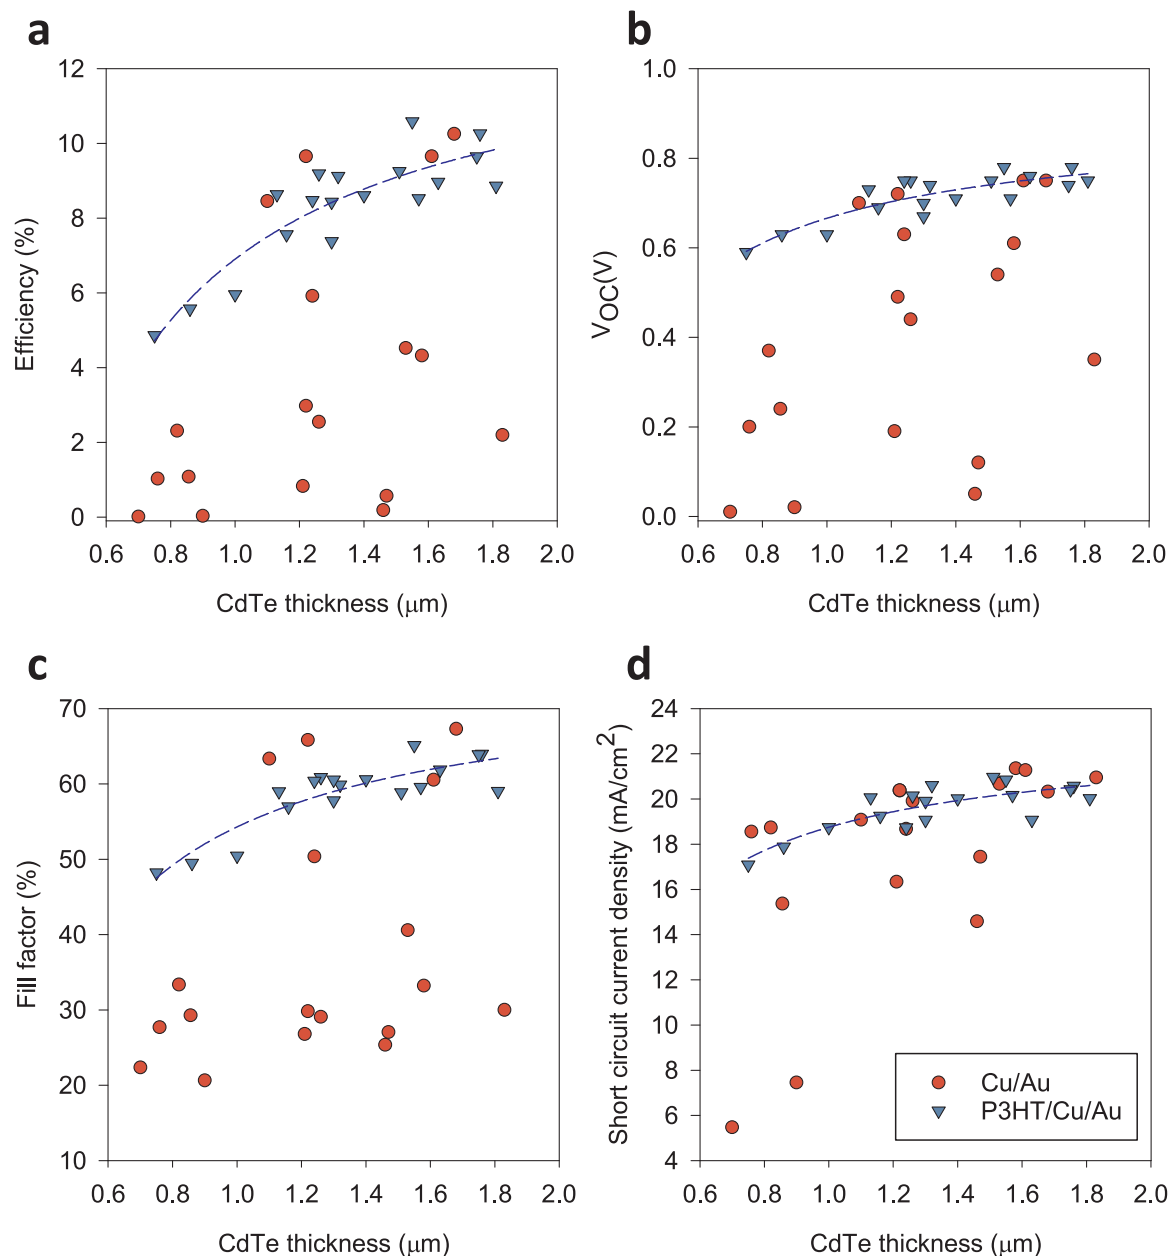 a
12
10
8
6
4
2
0
Efficiency (%)
0.6 0.8 1.0 1.2 1.4 1.6 1.8 2.0
CdTe thickness (μm)
b
1.0
0.8
0.6
0.4
0.2
0.0
VOC(V)
0.6 0.8 1.0 1.2 1.4 1.6 1.8 2.0
CdTe thickness (μm)
c
70
60
50
40
30
20
10
Fill factor (%)
0.6 0.8 1.0 1.2 1.4 1.6 1.8 2.0
CdTe thickness (μm)
d
24
22
20
18
16
14
12
10
8
6
4
Short circuit current density (mA/cm²)
Cu/Au
P3HT/Cu/Au
0.6 0.8 1.0 1.2 1.4 1.6 1.8 2.0
CdTe thickness (μm)